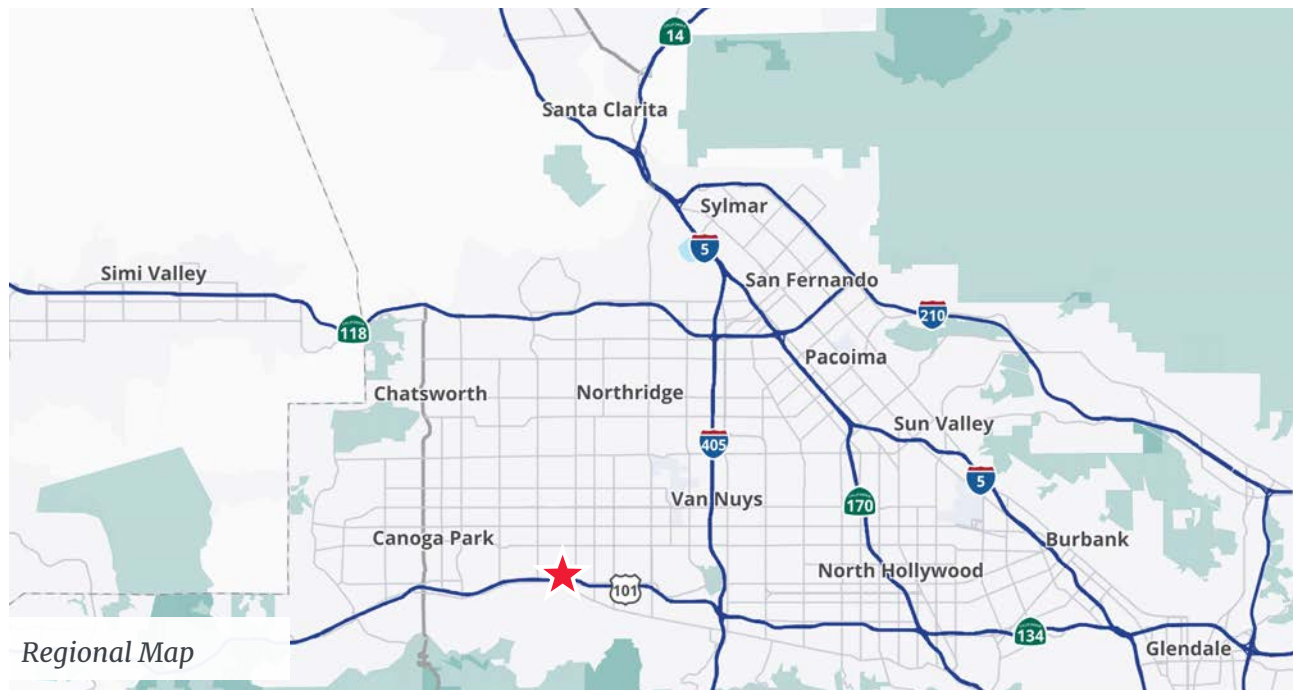 14
Santa Clarita
Sylmar
5
Simi Valley
San Fernando
210
118
Pacoima
Chatsworth
Northridge
Sun Valley
405
5
Van Nuys
170
Canoga Park
Burbank
North Hollywood
101
134
Glendale
Regional Map